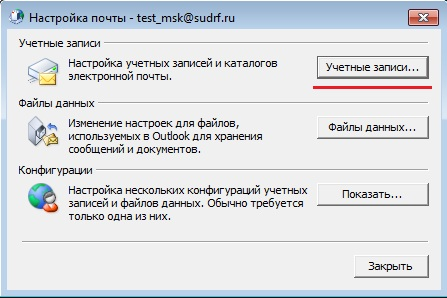 Настройка почты - test_msk@sudrf.ru
Учетные записи
Настройка учетных записей и каталогов
электронной почты.
Учетные записи...
Файлы данных
Изменение настроек для файлов,
используемых в Outlook для хранения
сообщений и документов.
Файлы данных...
Конфигурации
Настройка нескольких конфигураций учетных
записей и файлов данных. Обычно требуется
только одна из них.
Показать...
Закрыть